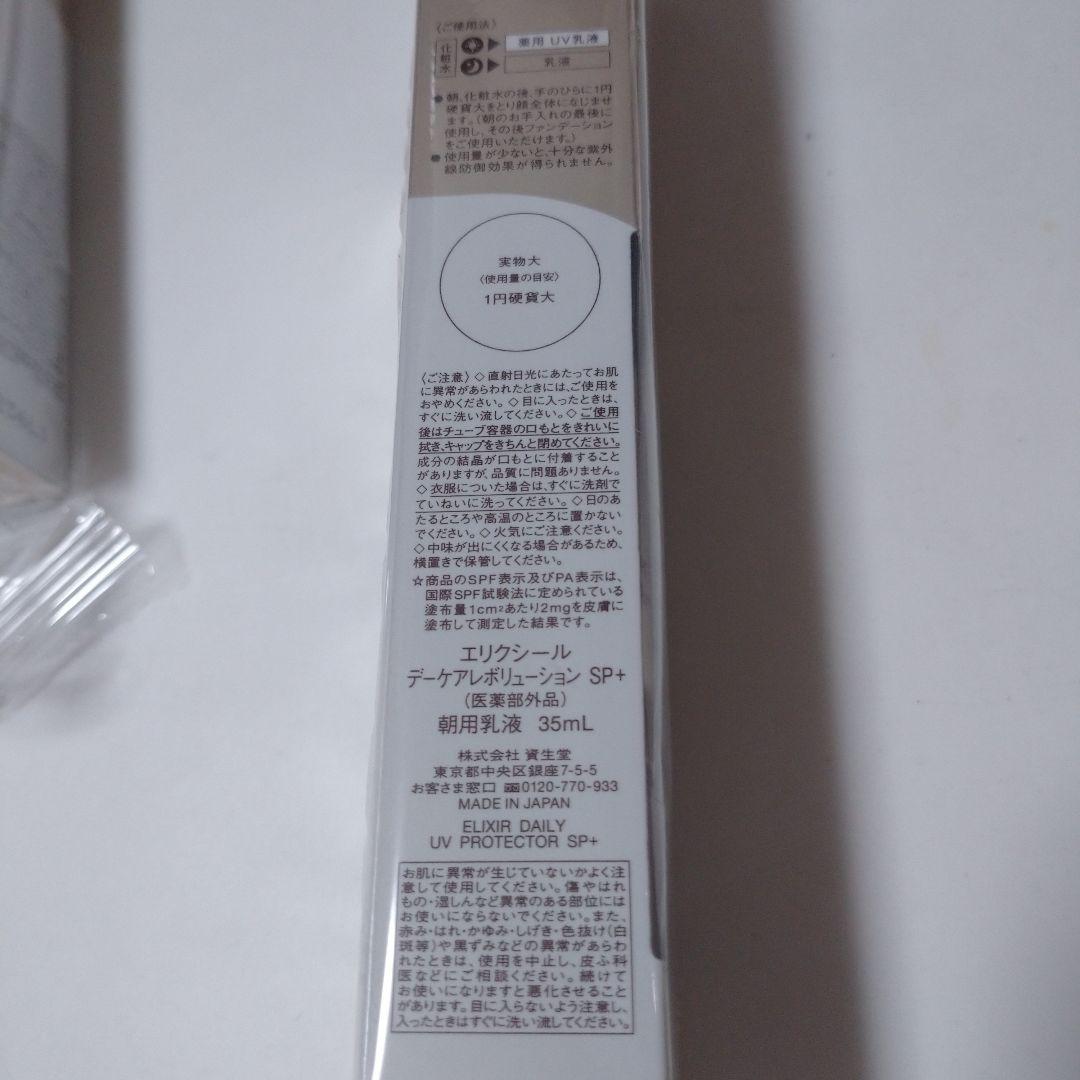 〈ご使用法〉
化粧水
薬用 UV乳液
乳液
●朝、化粧水の後、手のひらに1円
硬貨大をとり顔全体になじませ
ます。(朝のお手入れの最後に
使用し、その後ファンデーション
をご使用いただけます。)
●使用量が少ないと、十分な紫外
線防御効果が得られません。
実物大
〈使用量の目安〉
1円硬貨大
〈ご注意〉◇直射日光にあたってお肌
に異常があらわれたときには、ご使用を
おやめください。◇目に入ったときは、
すぐに洗い流してください。◇ご使用
後はチューブ容器の口もとをきれいに
拭き、キャップをきちんと閉めてください。
成分の結晶が口もとに付着すること
がありますが、品質に問題ありません。
◇衣服についた場合は、すぐに洗剤で
ていねいに洗ってください。◇日のあ
たるところや高温のところに置かない
でください。◇火気にご注意ください。
◇中味が出にくくなる場合があるため、
横置きで保管してください。
☆商品のSPF表示及びPA表示は、
国際SPF試験法に定められている
塗布量1cm²あたり2mgを皮膚に
塗布して測定した結果です。
エリクシール
デーケアレボリューション SP+
(医薬部外品)
朝用乳液 35mL
株式会社 資生堂
東京都中央区銀座7-5-5
お客さま窓口 0120-770-933
MADE IN JAPAN
ELIXIR DAILY
UV PROTECTOR SP+
お肌に異常が生じていないかよく注
意して使用してください。傷やはれ
もの・湿しんなど異常のある部位には
お使いにならないでください。また、
赤み・はれ・かゆみ・しげき・色抜け(白
斑等)や黒ずみなどの異常があらわ
れたときは、使用を中止し、皮ふ科
医などにご相談ください。続けて
お使いになりますと悪化させること
があります。目に入らないよう注意し、
入ったときはすぐに洗い流してください。